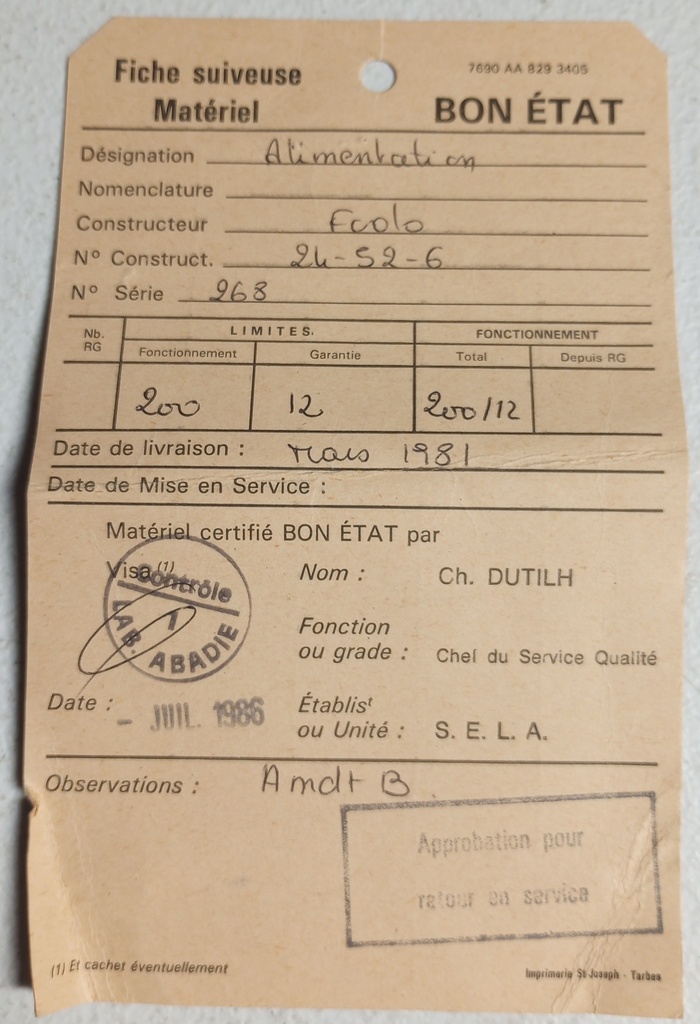 Fiche suiveuse
Matériel
7690 AA 829 3405
BON ÉTAT
Désignation Alimentation
Nomenclature
Constructeur Ecolo
N° Construct. 24-52-6
N° Série 268
Nb. RG
LIMITES.
FONCTIONNEMENT
Fonctionnement Garantie Total Depuis RG
200 12 200/12
Date de livraison : Mars 1981
Date de Mise en Service :
Matériel certifié BON ÉTAT par
Visa (1)
Contrôle
1
LAB. ABADIE
Nom : Ch. DUTILH
Fonction
ou grade : Chef du Service Qualité
Date : - JUIL. 1986
Établist
ou Unité : S. E. L. A.
Observations : Amdt B.
Approbation pour
retour en service
(1) Et cachet éventuellement
Imprimerie St Joseph - Tarbes